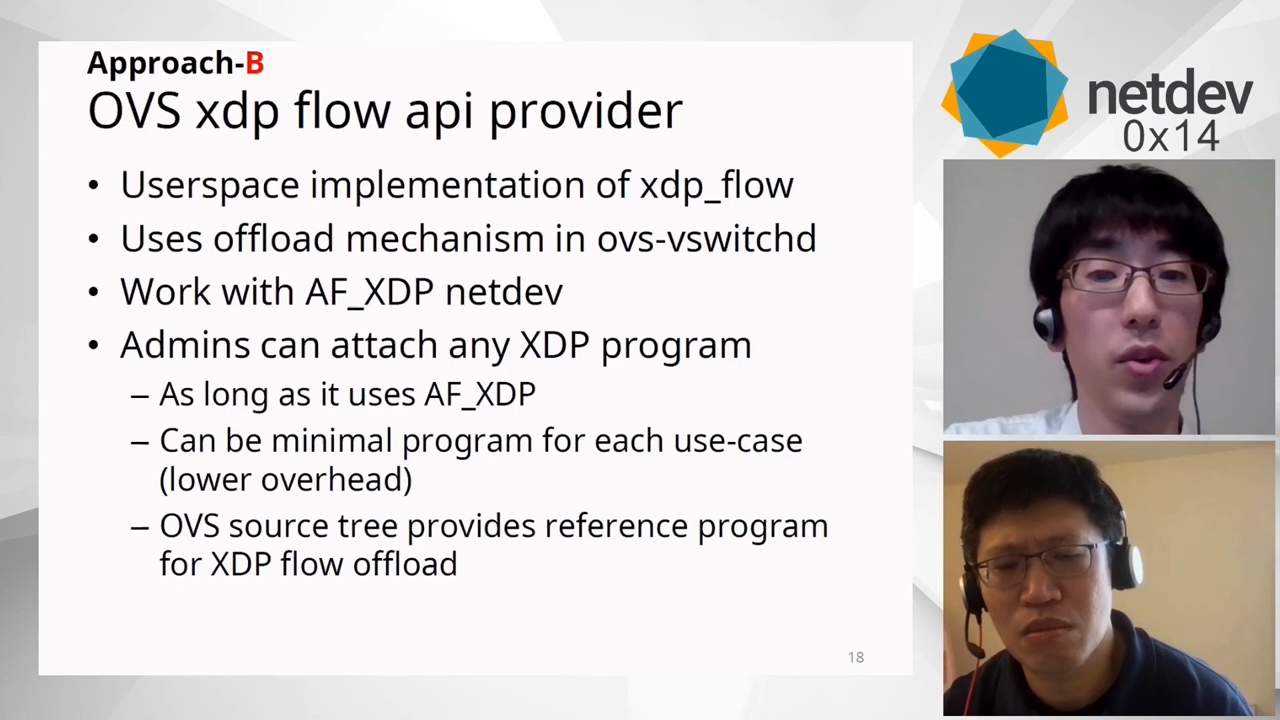 Approach-B
OVS xdp flow api provider
• Userspace implementation of xdp_flow
• Uses offload mechanism in ovs-vswitchd
• Work with AF_XDP netdev
• Admins can attach any XDP program
– As long as it uses AF_XDP
– Can be minimal program for each use-case
(lower overhead)
– OVS source tree provides reference program
for XDP flow offload
18
netdev
0x14